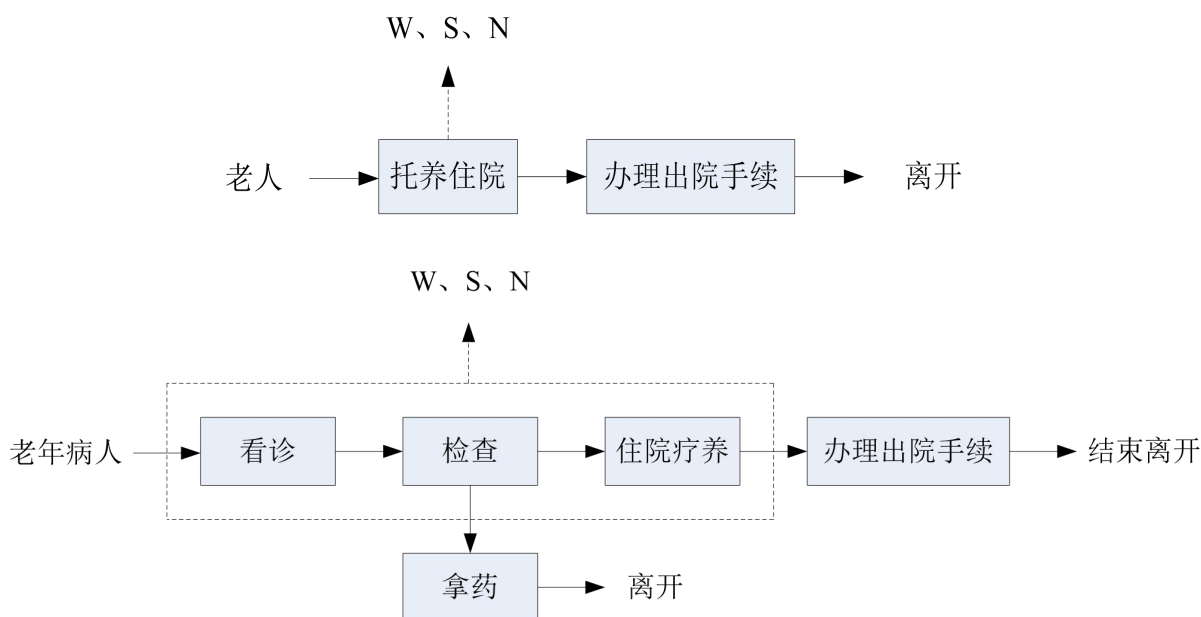 W、S、N
老人
托养住院
办理出院手续
离开
W、S、N
老年病人
看诊
检查
住院疗养
办理出院手续
结束离开
拿药
离开